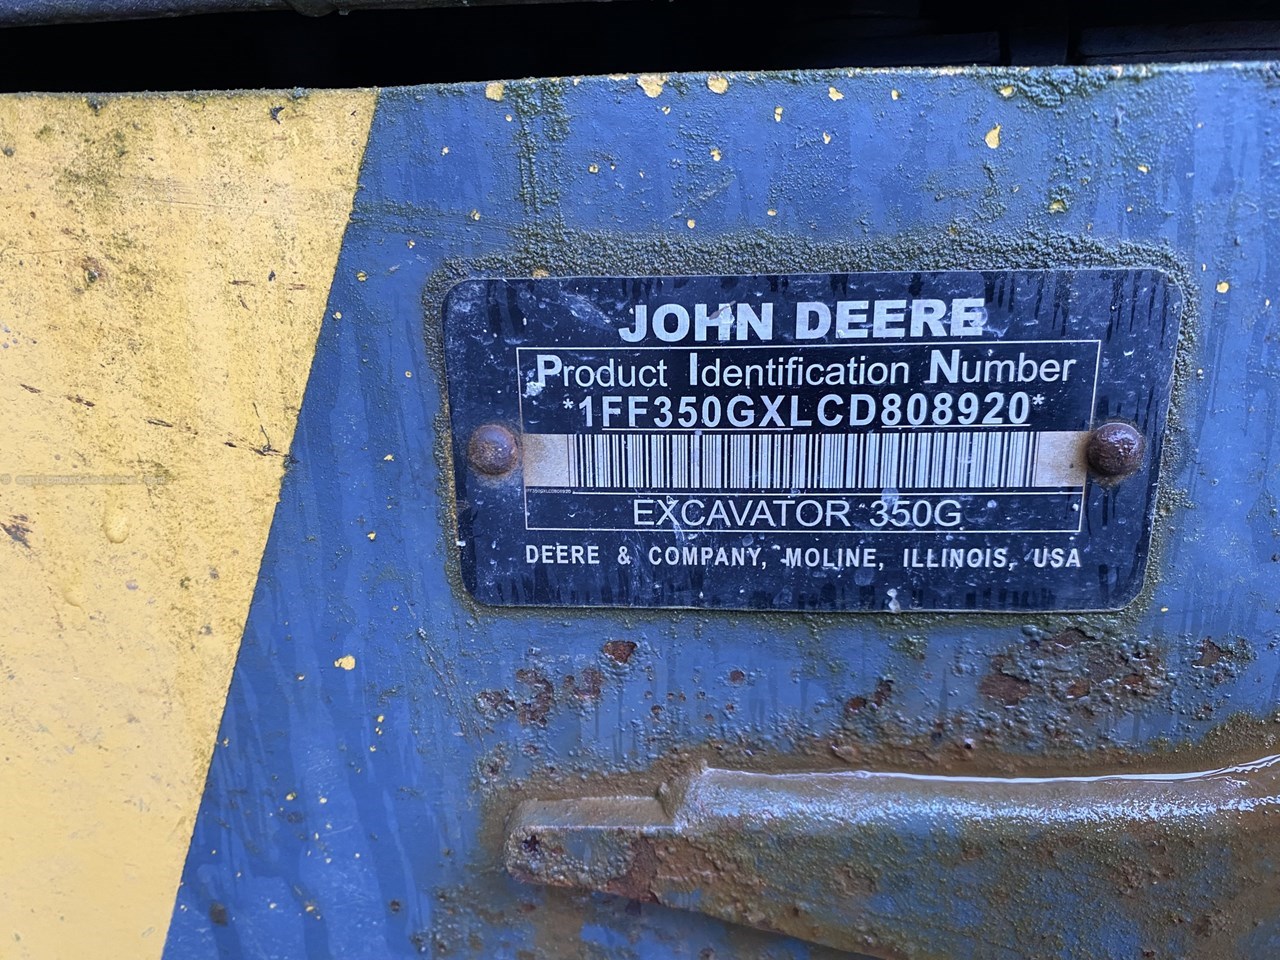 JOHN DEERE
Product Identification Number
*1FF350GXLCD808920*
EXCAVATOR 350G
DEERE & COMPANY, MOLINE, ILLINOIS, USA